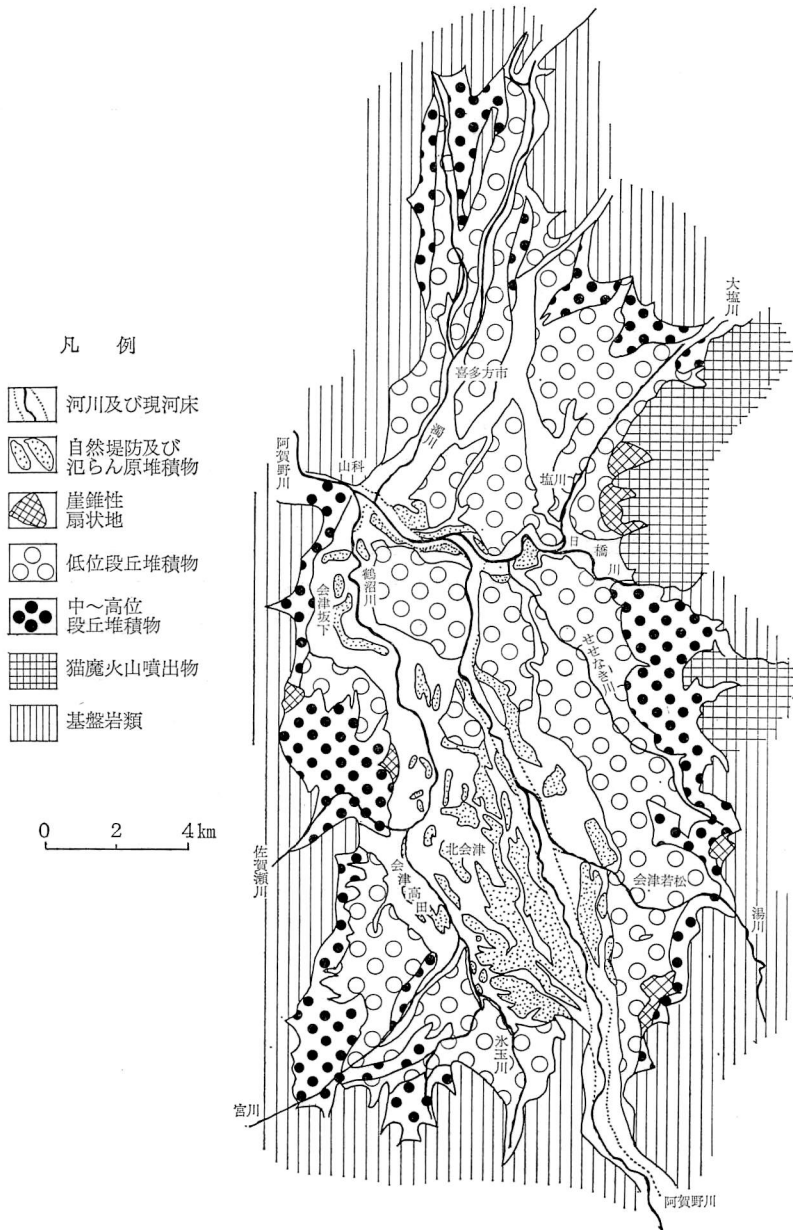 凡例
河川及び現河床
自然堤防及び
氾らん原堆積物
崖錐性
扇状地
低位段丘堆積物
中～高位
段丘堆積物
猫魔火山噴出物
基盤岩類
0 2 4km
大塩川
喜多方市
濁川
阿賀野川
山科
塩川
日橋川
鶴沼川
会津坂下
せせなき川
佐賀瀬川
北会津
会津高田
会津若松
湯川
氷玉川
宮川
阿賀野川